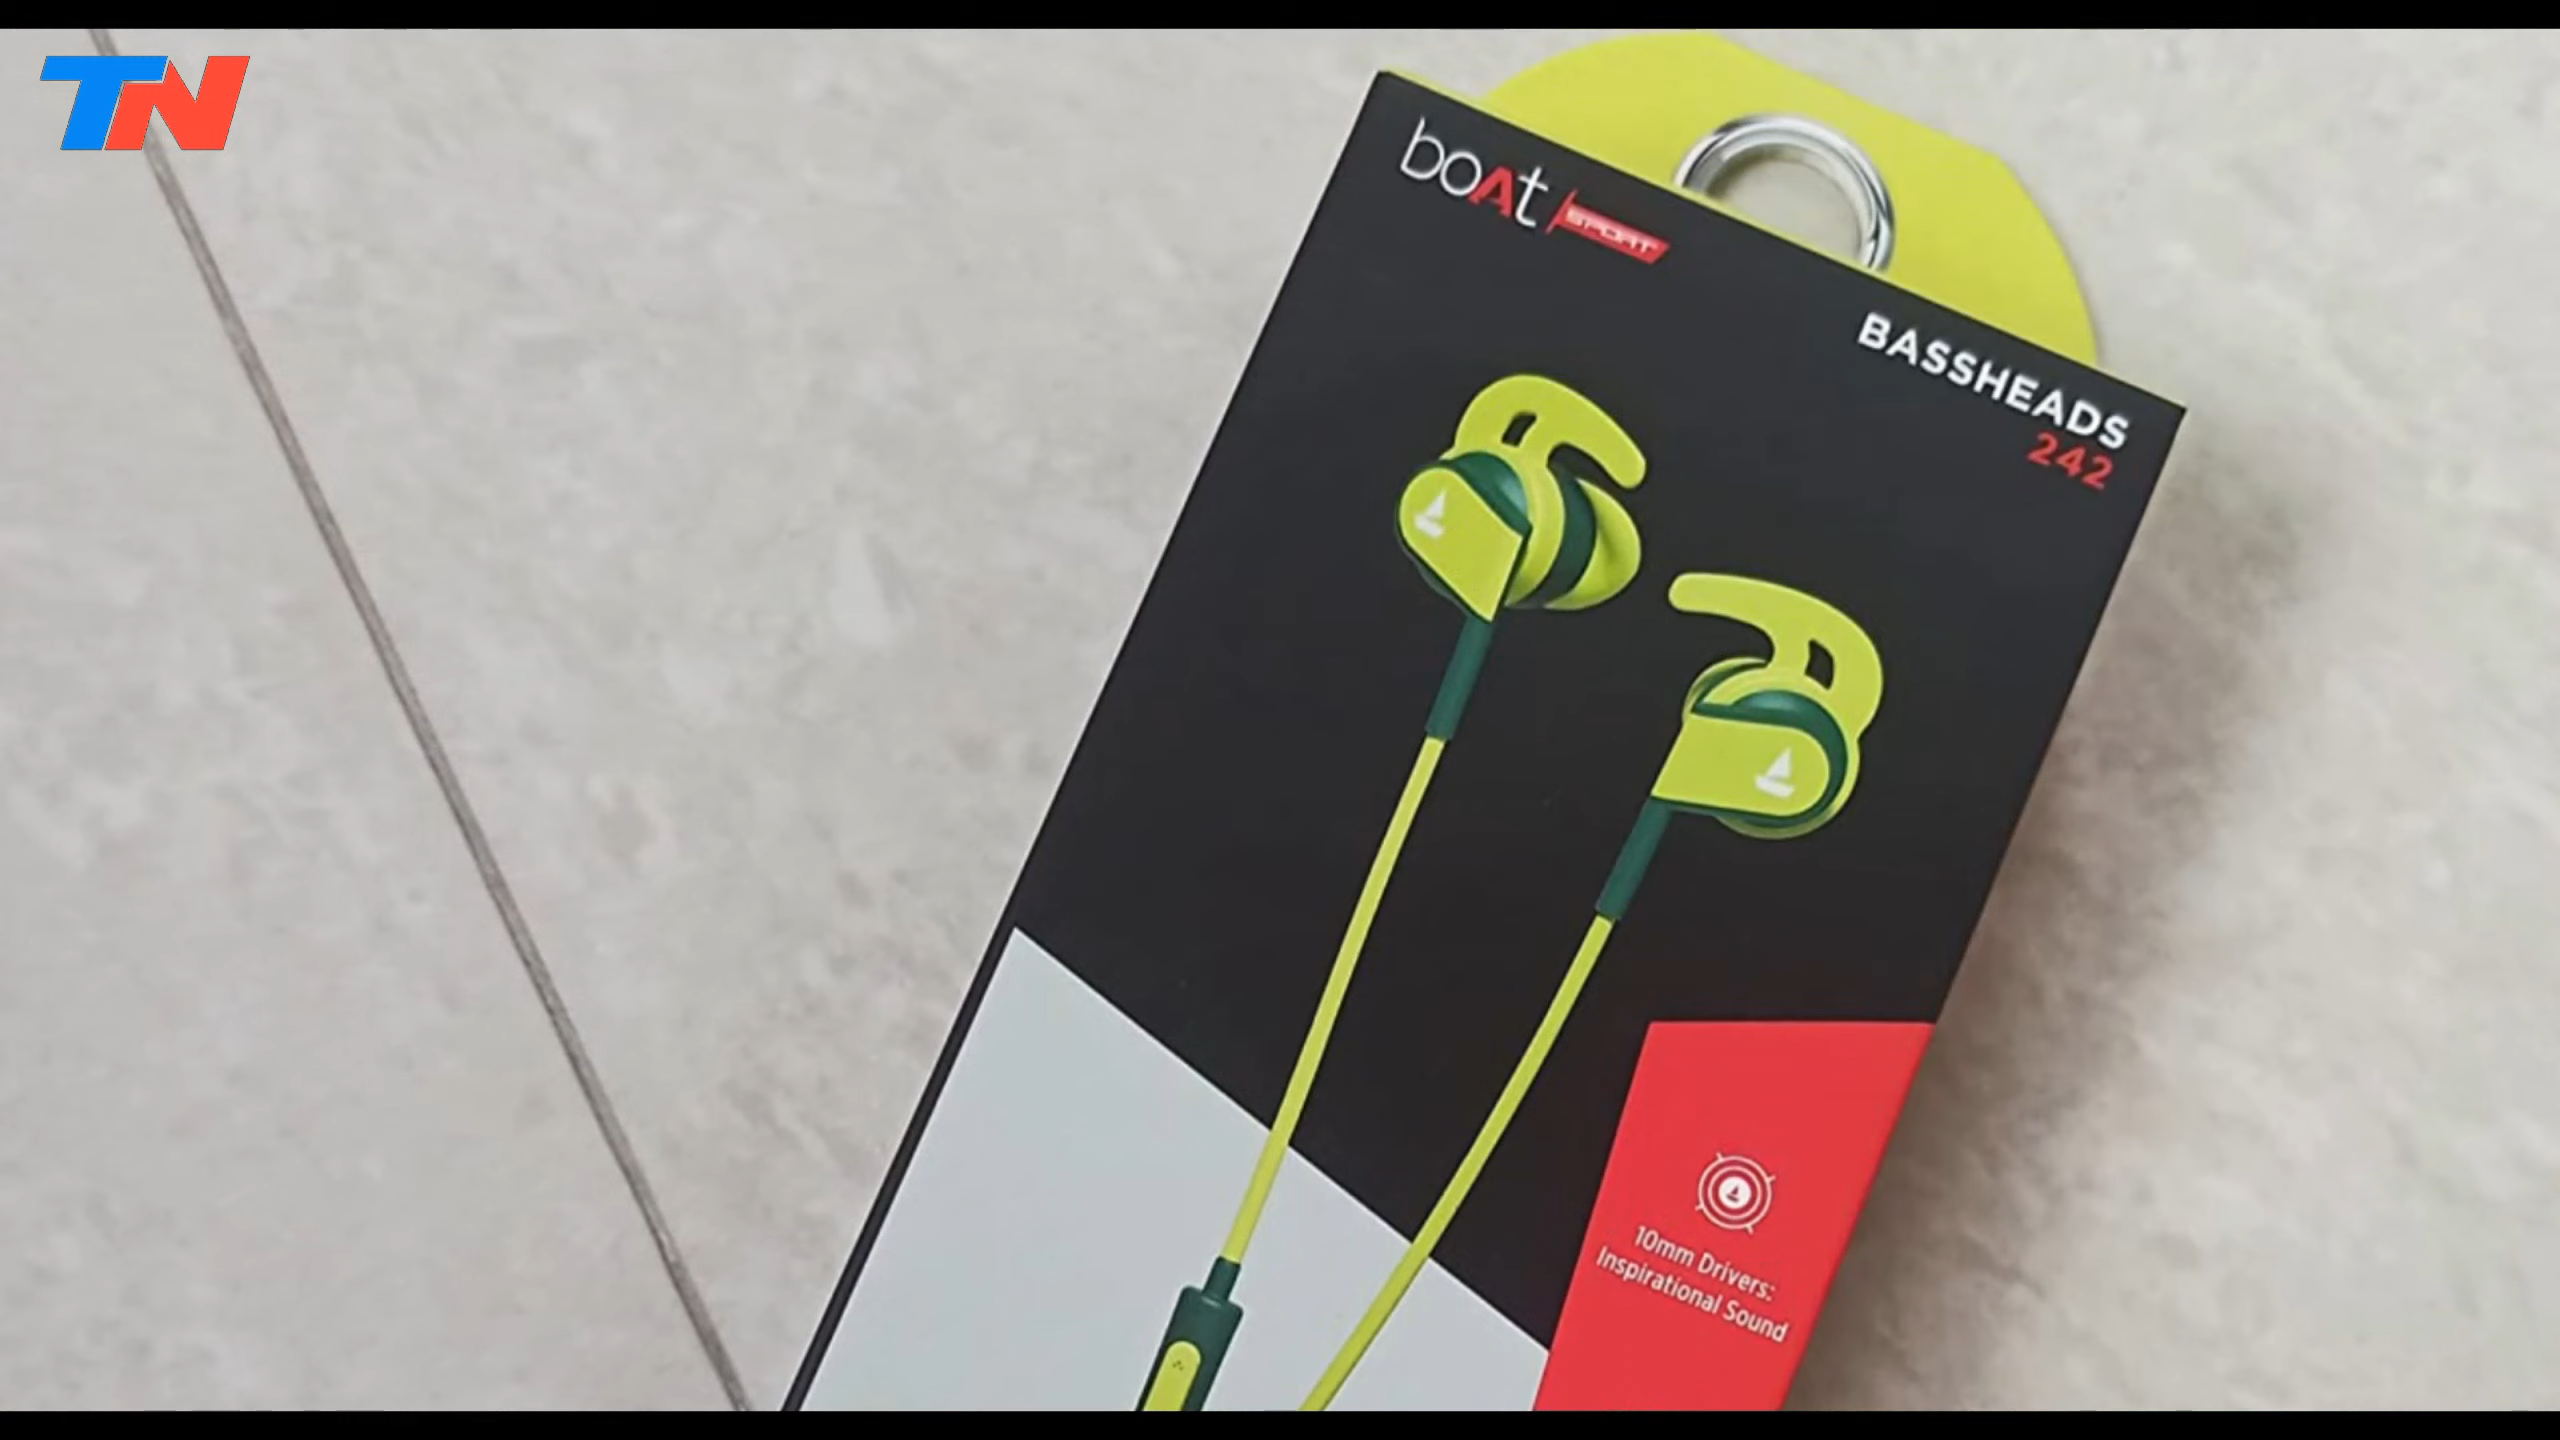 TN
boAt SPORT
BASSHEADS
242
10mm Drivers:
Inspirational Sound